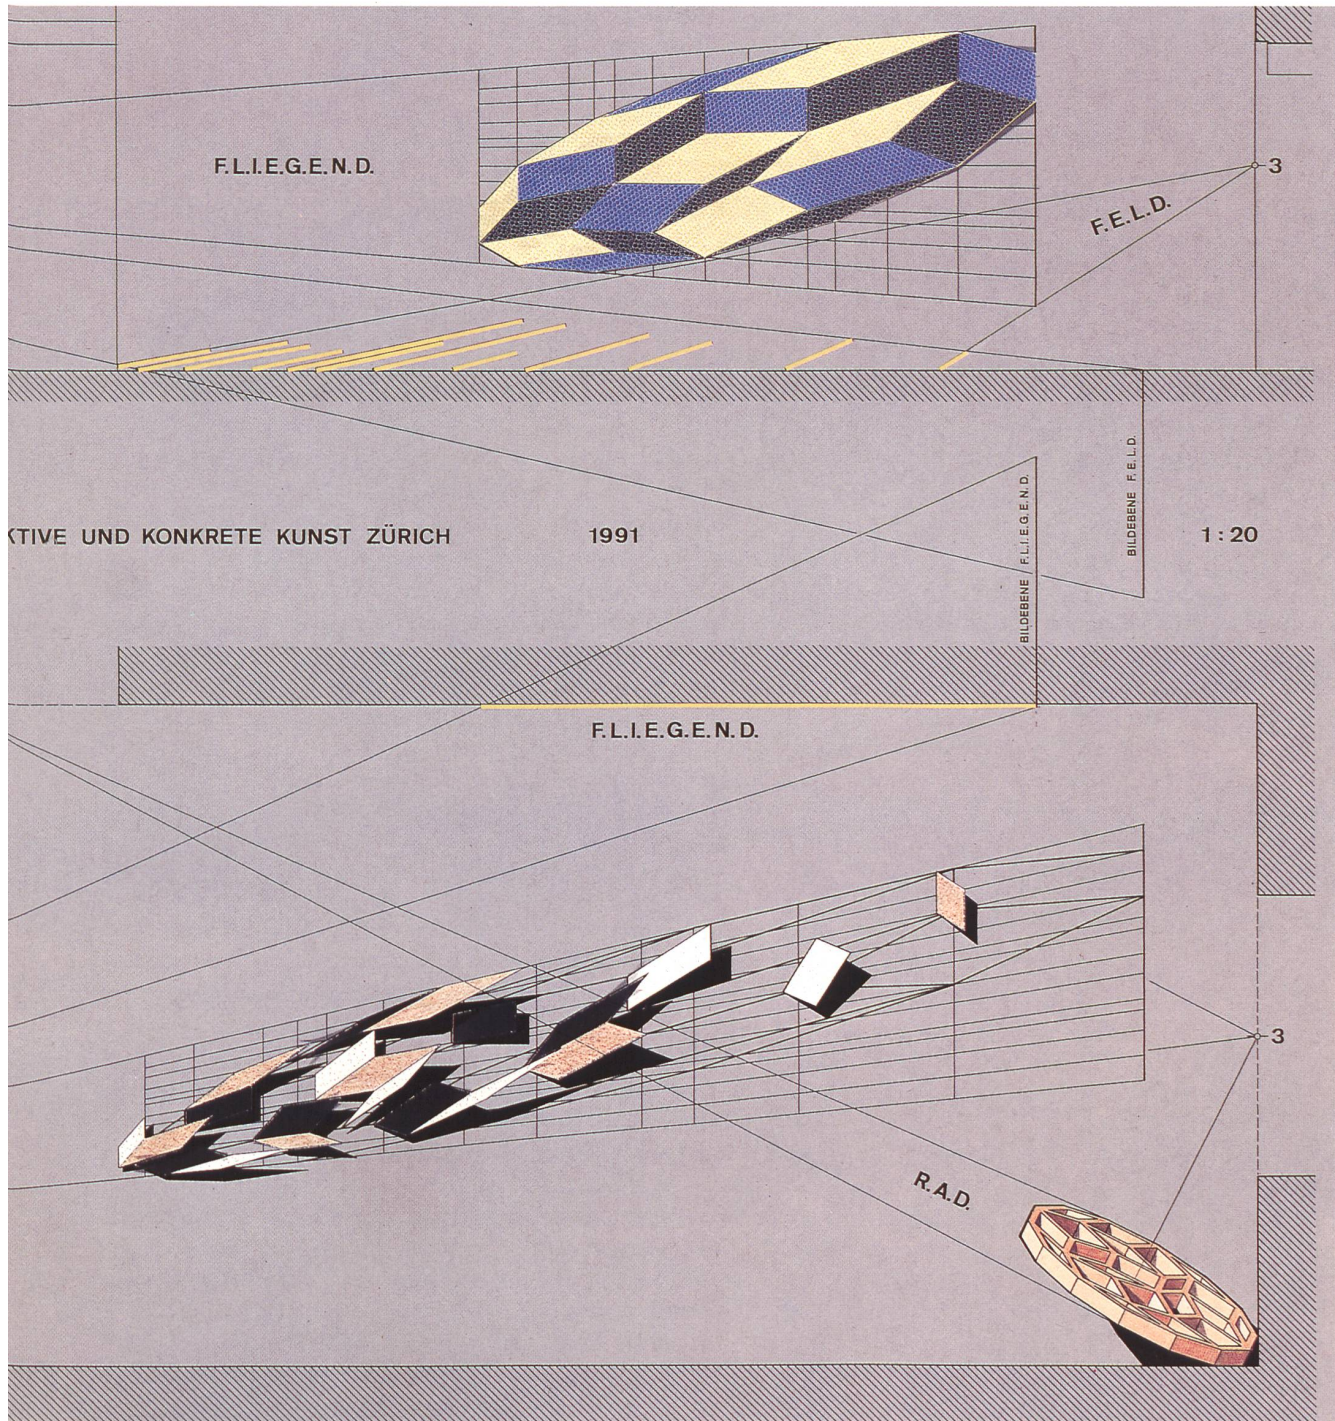 F.L.I.E.G.E.N.D.
3
F.E.L.D.
BILDEBENE F.L.I.E.G.E.N.D.
BILDEBENE F.E.L.D.
KTIVE UND KONKRETE KUNST ZÜRICH 1991 1:20
F.L.I.E.G.E.N.D.
3
R.A.D.